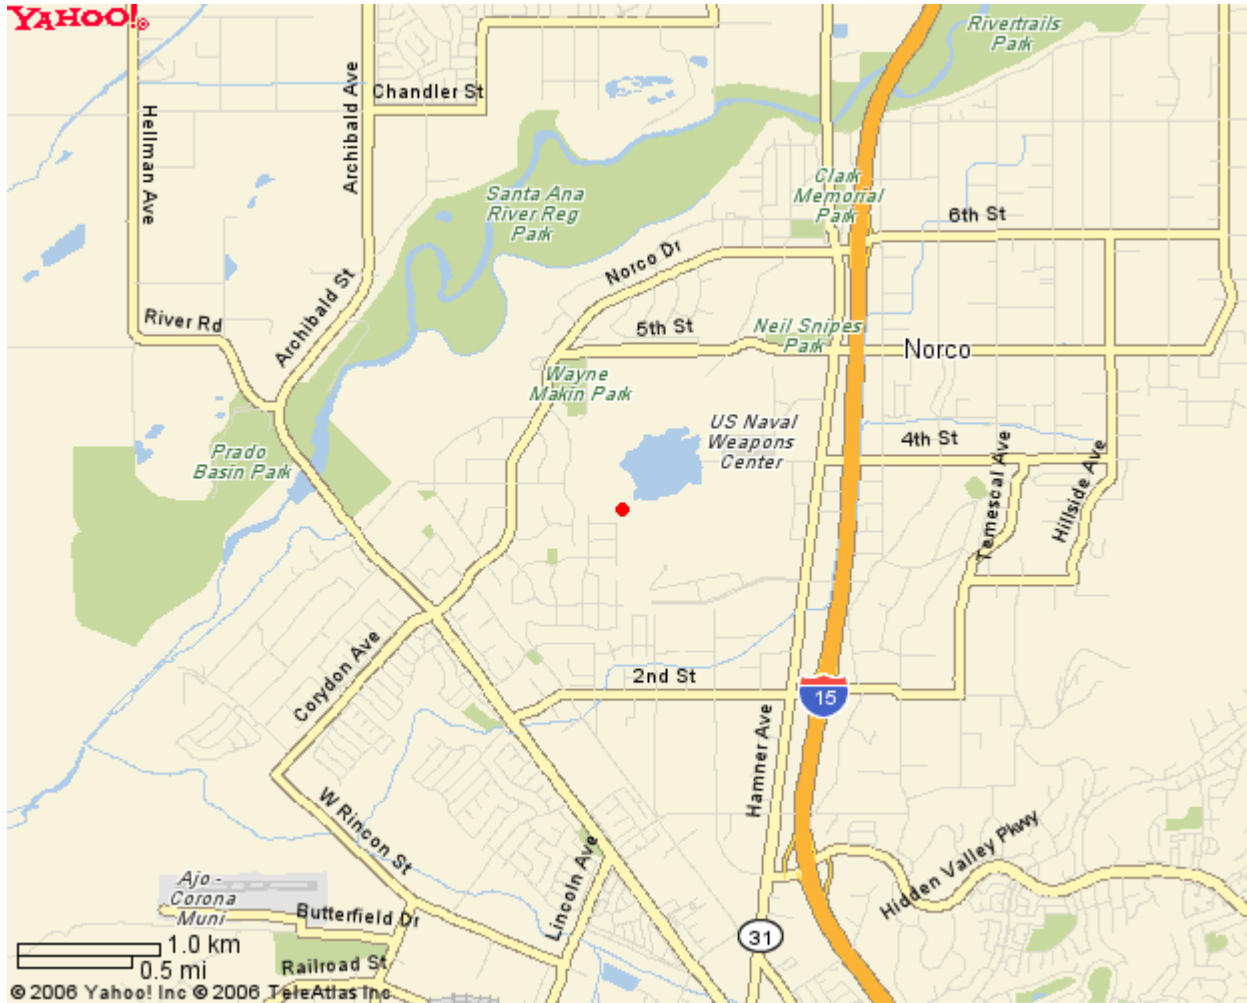 YAHOO!®
Rivertrails
Park
Chandler St
Archibald Ave
Hellman Ave
Santa Ana
River Reg
Park
Clark
Memorial
Park
6th St
Norco Dr
Archibald St
River Rd
5th St
Neil Snipes
Park
Norco
Wayne
Makin Park
US Naval
Weapons
Center
4th St
Temescal Ave
Hillside Ave
Prado
Basin Park
Corydon Ave
2nd St
15
Hamner Ave
W Rincon St
Lincoln Ave
Hidden Valley Pkwy
Ajo -
Corona
Muni
Butterfield Dr
31
1.0 km
0.5 mi
Railroad St
© 2006 Yahoo! Inc © 2006 TeleAtlas Inc